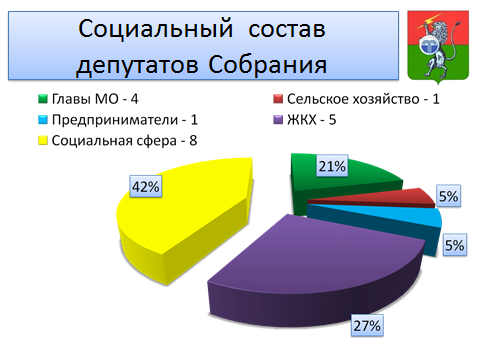 Социальный состав
депутатов Собрания
Главы МО - 4
Сельское хозяйство - 1
Предприниматели - 1
ЖКХ - 5
Социальная сфера - 8
21%
42%
5%
5%
27%